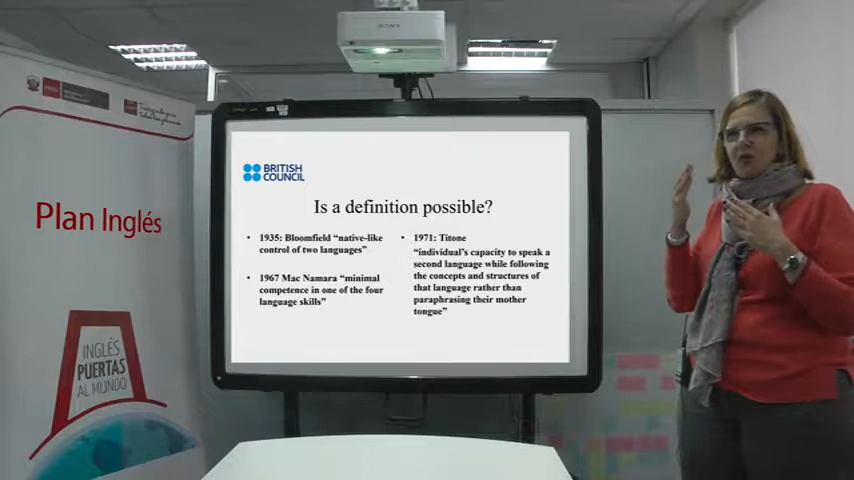 SONY
PERÚ
Plan Inglés
INGLÉS
PUERTAS
AL MUNDO
BRITISH
COUNCIL
Is a definition possible?
• 1935: Bloomfield “native-like
control of two languages”
• 1967 Mac Namara “minimal
competence in one of the four
language skills”
• 1971: Titone
“individual’s capacity to speak a
second language while following
the concepts and structures of
that language rather than
paraphrasing their mother
tongue”